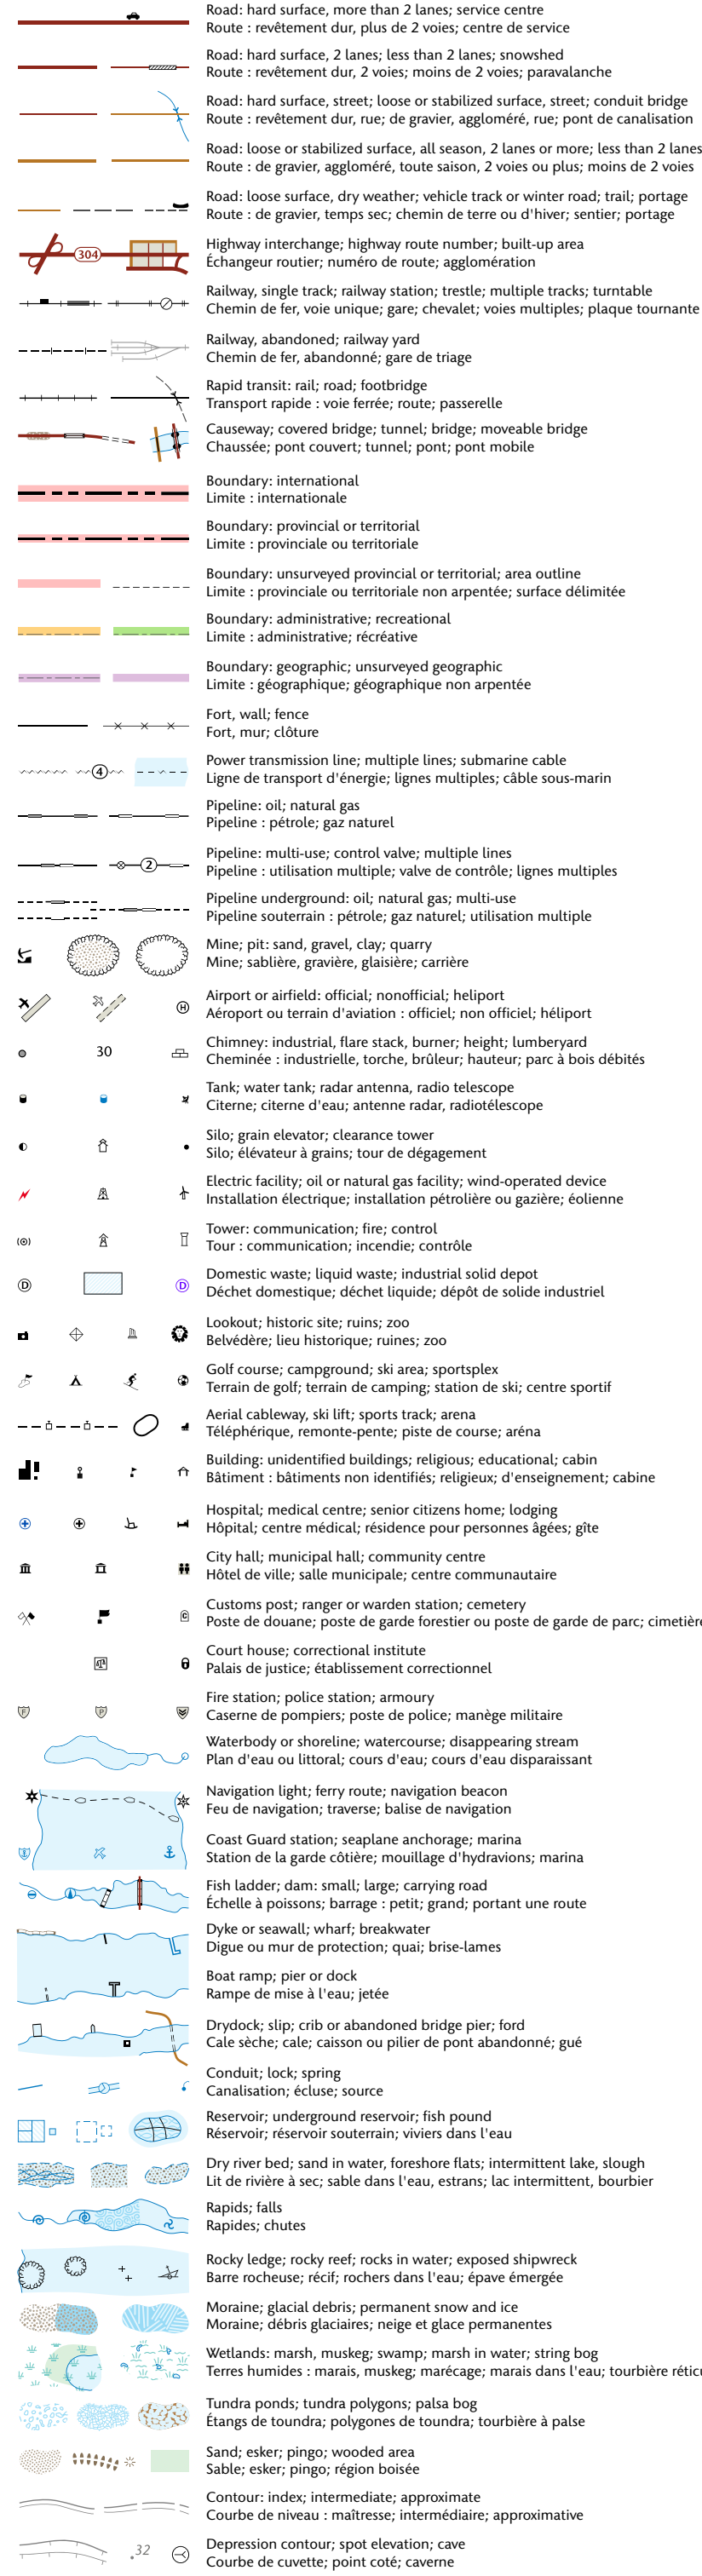 Road: hard surface, more than 2 lanes; service centre
Route : revêtement dur, plus de 2 voies; centre de service
Road: hard surface, 2 lanes; less than 2 lanes; snowshed
Route : revêtement dur, 2 voies; moins de 2 voies; paravalanche
Road: hard surface, street; loose or stabilized surface, street; conduit bridge
Route : revêtement dur, rue; de gravier, aggloméré, rue; pont de canalisation
Road: loose or stabilized surface, all season, 2 lanes or more; less than 2 lanes
Route : de gravier, aggloméré, toute saison, 2 voies ou plus; moins de 2 voies
Road: loose surface, dry weather; vehicle track or winter road; trail; portage
Route : de gravier, temps sec; chemin de terre ou d'hiver; sentier; portage
304
Highway interchange; highway route number; built-up area
Échangeur routier; numéro de route; agglomération
Railway, single track; railway station; trestle; multiple tracks; turntable
Chemin de fer, voie unique; gare; chevalet; voies multiples; plaque tournante
Railway, abandoned; railway yard
Chemin de fer, abandonné; gare de triage
Rapid transit: rail; road; footbridge
Transport rapide : voie ferrée; route; passerelle
Causeway; covered bridge; tunnel; bridge; moveable bridge
Chaussée; pont couvert; tunnel; pont; pont mobile
Boundary: international
Limite : internationale
Boundary: provincial or territorial
Limite : provinciale ou territoriale
Boundary: unsurveyed provincial or territorial; area outline
Limite : provinciale ou territoriale non arpentée; surface délimitée
Boundary: administrative; recreational
Limite : administrative; récréative
Boundary: geographic; unsurveyed geographic
Limite : géographique; géographique non arpentée
Fort, wall; fence
Fort, mur; clôture
4
Power transmission line; multiple lines; submarine cable
Ligne de transport d'énergie; lignes multiples; câble sous-marin
Pipeline: oil; natural gas
Pipeline : pétrole; gaz naturel
2
Pipeline: multi-use; control valve; multiple lines
Pipeline : utilisation multiple; valve de contrôle; lignes multiples
Pipeline underground: oil; natural gas; multi-use
Pipeline souterrain : pétrole; gaz naturel; utilisation multiple
Mine; pit: sand, gravel, clay; quarry
Mine; sablière, gravière, glaisière; carrière
H
Airport or airfield: official; nonofficial; heliport
Aéroport ou terrain d'aviation : officiel; non officiel; héliport
30
Chimney: industrial, flare stack, burner; height; lumberyard
Cheminée : industrielle, torche, brûleur; hauteur; parc à bois débités
Tank; water tank; radar antenna, radio telescope
Citerne; citerne d'eau; antenne radar, radiotélescope
Silo; grain elevator; clearance tower
Silo; élévateur à grains; tour de dégagement
Electric facility; oil or natural gas facility; wind-operated device
Installation électrique; installation pétrolière ou gazière; éolienne
Tower: communication; fire; control
Tour : communication; incendie; contrôle
D D
Domestic waste; liquid waste; industrial solid depot
Déchet domestique; déchet liquide; dépôt de solide industriel
Lookout; historic site; ruins; zoo
Belvédère; lieu historique; ruines; zoo
Golf course; campground; ski area; sportsplex
Terrain de golf; terrain de camping; station de ski; centre sportif
Aerial cableway, ski lift; sports track; arena
Téléphérique, remonte-pente; piste de course; aréna
Building: unidentified buildings; religious; educational; cabin
Bâtiment : bâtiments non identifiés; religieux; d'enseignement; cabine
Hospital; medical centre; senior citizens home; lodging
Hôpital; centre médical; résidence pour personnes âgées; gîte
City hall; municipal hall; community centre
Hôtel de ville; salle municipale; centre communautaire
C
Customs post; ranger or warden station; cemetery
Poste de douane; poste de garde forestier ou poste de garde de parc; cimetière
Court house; correctional institute
Palais de justice; établissement correctionnel
F P
Fire station; police station; armoury
Caserne de pompiers; poste de police; manège militaire
Waterbody or shoreline; watercourse; disappearing stream
Plan d'eau ou littoral; cours d'eau; cours d'eau disparaissant
Navigation light; ferry route; navigation beacon
Feu de navigation; traverse; balise de navigation
Coast Guard station; seaplane anchorage; marina
Station de la garde côtière; mouillage d'hydravions; marina
Fish ladder; dam: small; large; carrying road
Échelle à poissons; barrage : petit; grand; portant une route
Dyke or seawall; wharf; breakwater
Digue ou mur de protection; quai; brise-lames
Boat ramp; pier or dock
Rampe de mise à l'eau; jetée
Drydock; slip; crib or abandoned bridge pier; ford
Cale sèche; cale; caisson ou pilier de pont abandonné; gué
Conduit; lock; spring
Canalisation; écluse; source
Reservoir; underground reservoir; fish pound
Réservoir; réservoir souterrain; viviers dans l'eau
Dry river bed; sand in water, foreshore flats; intermittent lake, slough
Lit de rivière à sec; sable dans l'eau, estrans; lac intermittent, bourbier
Rapids; falls
Rapides; chutes
Rocky ledge; rocky reef; rocks in water; exposed shipwreck
Barre rocheuse; récif; rochers dans l'eau; épave émergée
Moraine; glacial debris; permanent snow and ice
Moraine; débris glaciaires; neige et glace permanentes
Wetlands: marsh, muskeg; swamp; marsh in water; string bog
Terres humides : marais, muskeg; marécage; marais dans l'eau; tourbière
Tundra ponds; tundra polygons; palsa bog
Étangs de toundra; polygones de toundra; tourbière à palse
Sand; esker; pingo; wooded area
Sable; esker; pingo; région boisée
Contour: index; intermediate; approximate
Courbe de niveau : maîtresse; intermédiaire; approximative
.32
Depression contour; spot elevation; cave
Courbe de cuvette; point coté; caverne